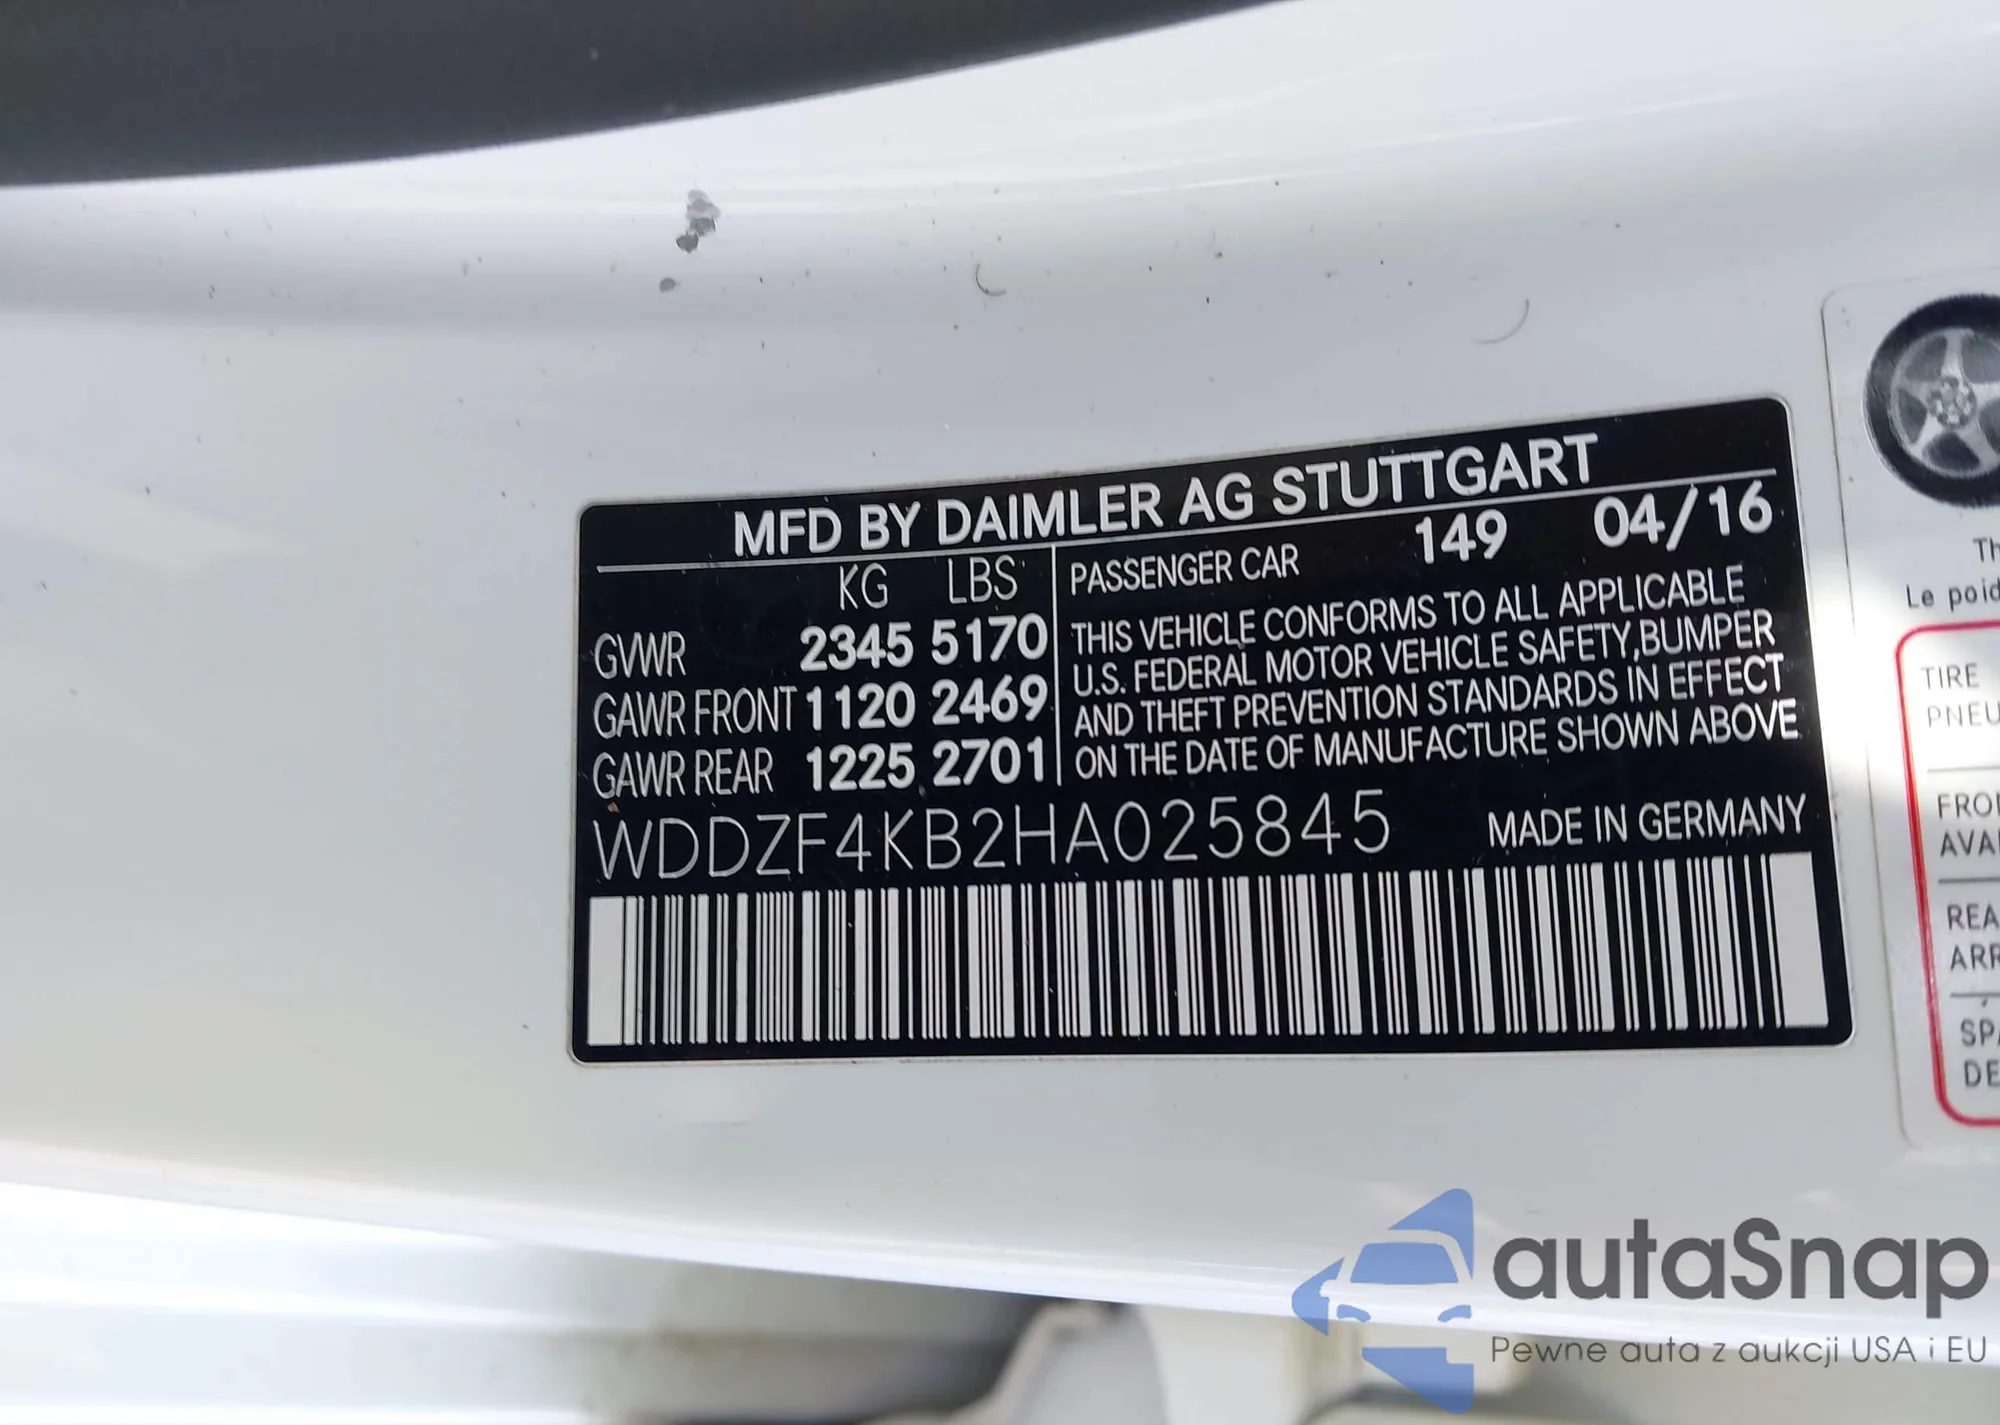 MFD BY DAIMLER AG STUTTGART
KG LBS
GVWR 2345 5170
GAWR FRONT 1120 2469
GAWR REAR 1225 2701
PASSENGER CAR 149 04/16
THIS VEHICLE CONFORMS TO ALL APPLICABLE
U.S. FEDERAL MOTOR VEHICLE SAFETY,BUMPER
AND THEFT PREVENTION STANDARDS IN EFFECT
ON THE DATE OF MANUFACTURE SHOWN ABOVE
WDDZF4KB2HA025845 MADE IN GERMANY
Le
TIRE
autaSnap
Pewne auta z aukcji USA i EU